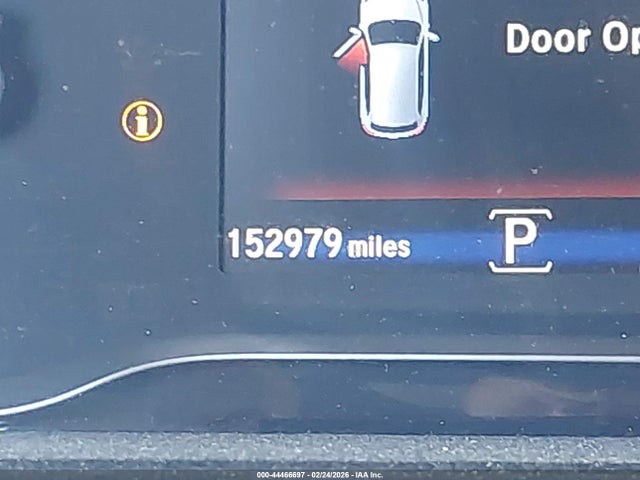 Door Op
i
152979 miles
P
000-44466697 - 02/24/2026 - IAA Inc.